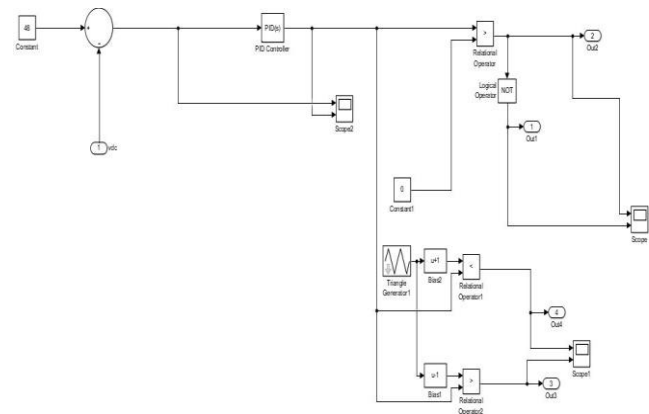 48
Constant
PID(s)
PID Controller
>
Relational
Operator
2
Out2
Logical
Operator
NOT
1
Out1
Scope2
1
vdc
0
Constant1
Scope
Triangle
Generator1
u+1
Bias2
<
Relational
Operator1
4
Out4
Scope1
u-1
Bias1
>
Relational
Operator2
3
Out3